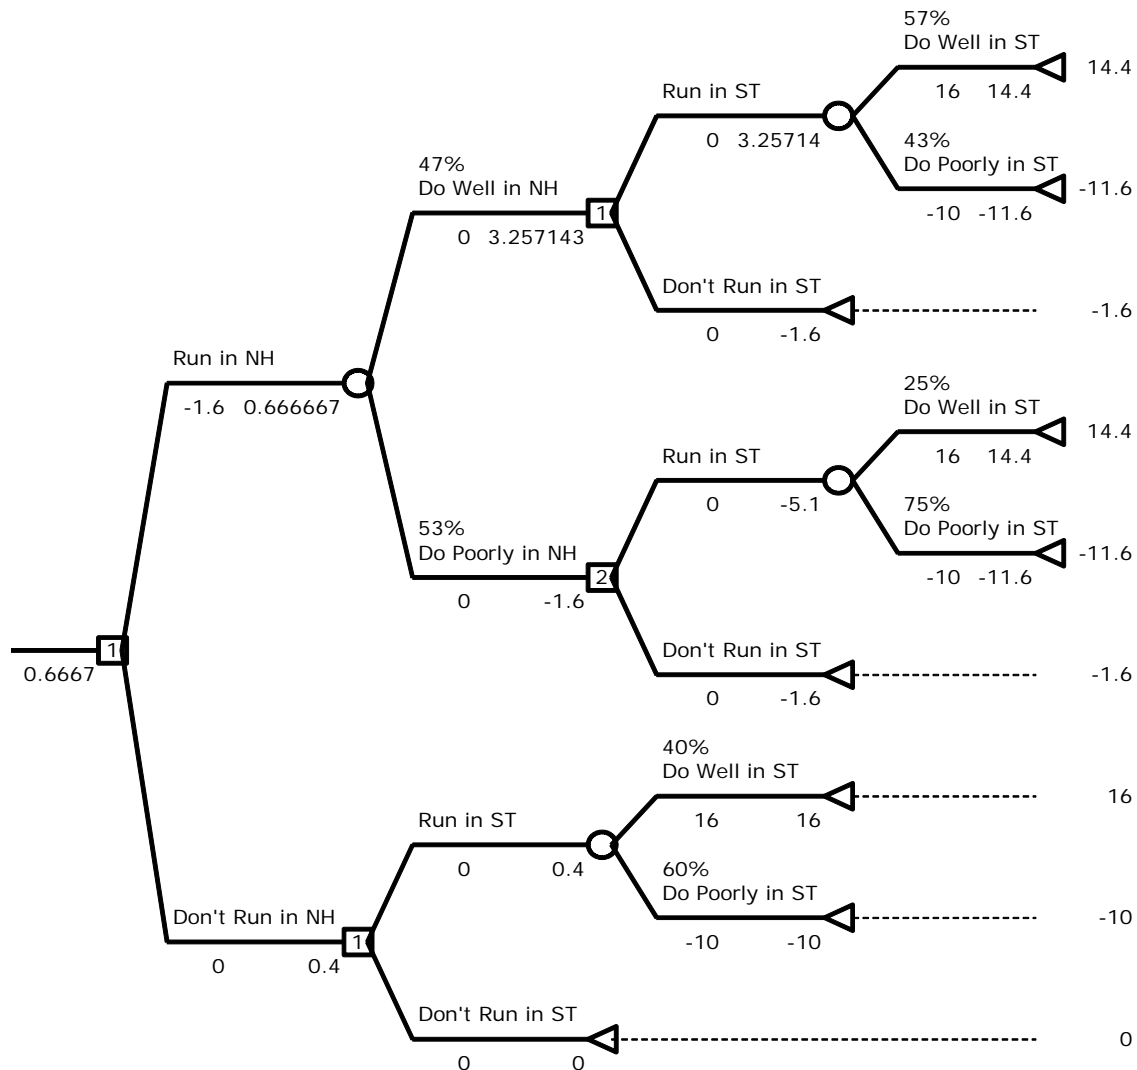 57%
Do Well in ST
14.4
Run in ST
16 14.4
0 3.25714
43%
47%
Do Poorly in ST
Do Well in NH
-11.6
1
-10 -11.6
0 3.257143
Don't Run in ST
-1.6
0 -1.6
Run in NH
25%
Do Well in ST
-1.6 0.666667
14.4
Run in ST
16 14.4
0 -5.1
75%
53%
Do Poorly in ST
Do Poorly in NH
-11.6
2
-10 -11.6
0 -1.6
1
Don't Run in ST
0.6667
-1.6
0 -1.6
40%
Do Well in ST
16
Run in ST
16 16
0 0.4
60%
Do Poorly in ST
Don't Run in NH
-10
1
-10 -10
0 0.4
Don't Run in ST
0
0 0